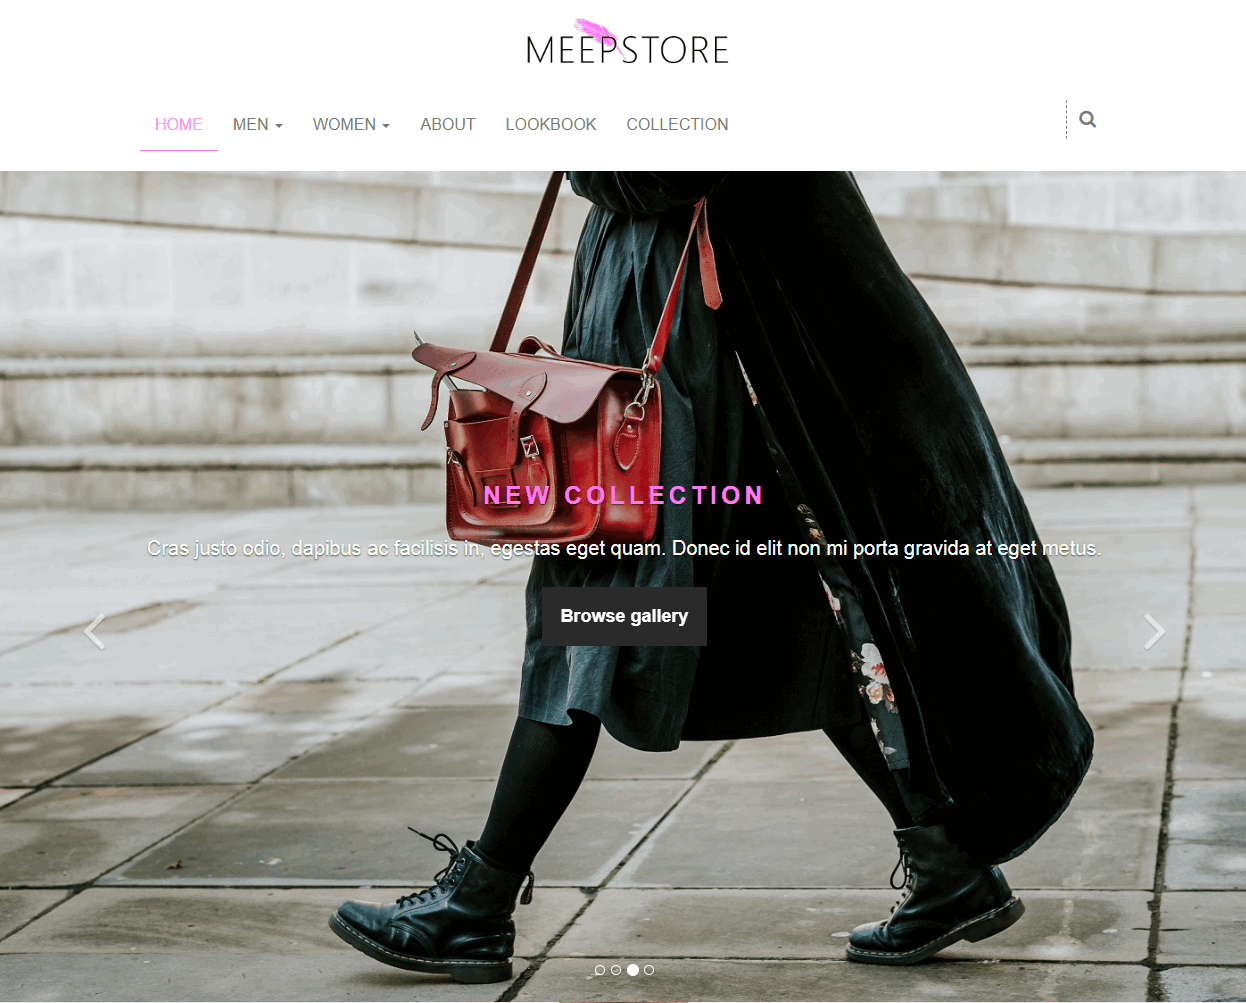 MEEPSTORE
HOME MEN WOMEN ABOUT LOOKBOOK COLLECTION
NEW COLLECTION
Cras justo odio, dapibus ac facilisis in, egestas eget quam. Donec id elit non mi porta gravida at eget metus.
Browse gallery